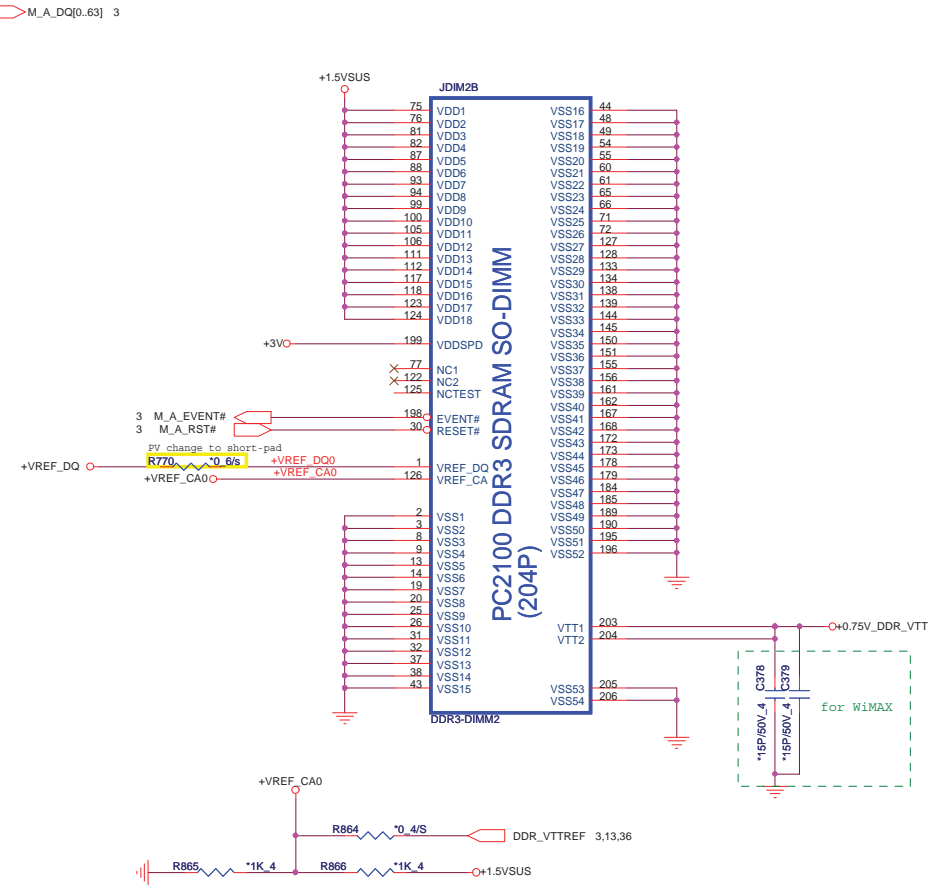 M_A_DQ[0..63] 3
+1.5VSUS
JDIM2B
75 VDD1 VSS16 44
76 VDD2 VSS17 48
81 VDD3 VSS18 49
82 VDD4 VSS19 54
87 VDD5 VSS20 55
88 VDD6 VSS21 60
93 VDD7 VSS22 61
94 VDD8 VSS23 65
99 VDD9 VSS24 66
100 VDD10 VSS25 71
105 VDD11 VSS26 72
106 VDD12 VSS27 127
111 VDD13 VSS28 128
112 VDD14 VSS29 133
117 VDD15 VSS30 134
118 VDD16 VSS31 138
123 VDD17 VSS32 139
124 VDD18 VSS33 144
VSS34 145
+3V 199 VDDSPD VSS35 150
VSS36 151
77 NC1 VSS37 155
122 NC2 VSS38 156
125 NCTEST VSS39 161
VSS40 162
3 M_A_EVENT# 198 EVENT# VSS41 167
3 M_A_RST# 30 RESET# VSS42 168
VSS43 172
PV change to short-pad
VSS44 173
+VREF_DQ R770 *0_6/s +VREF_DQ0 1 VREF_DQ VSS45 178
+VREF_CA0 +VREF_CA0 126 VREF_CA VSS46 179
VSS47 184
VSS48 185
2 VSS1 VSS49 189
3 VSS2 VSS50 190
8 VSS3 VSS51 195
9 VSS4 VSS52 196
13 VSS5
14 VSS6
19 VSS7
20 VSS8
25 VSS9
26 VSS10 VTT1 203 +0.75V_DDR_VTT
31 VSS11 VTT2 204
32 VSS12
37 VSS13
38 VSS14
43 VSS15 VSS53 205
VSS54 206
PC2100 DDR3 SDRAM SO-DIMM
(204P)
DDR3-DIMM2
C378
*15P/50V_4
C379
*15P/50V_4
for WiMAX
+VREF_CA0
R864 *0_4/S DDR_VTTREF 3,13,36
R865 *1K_4 R866 *1K_4 +1.5VSUS